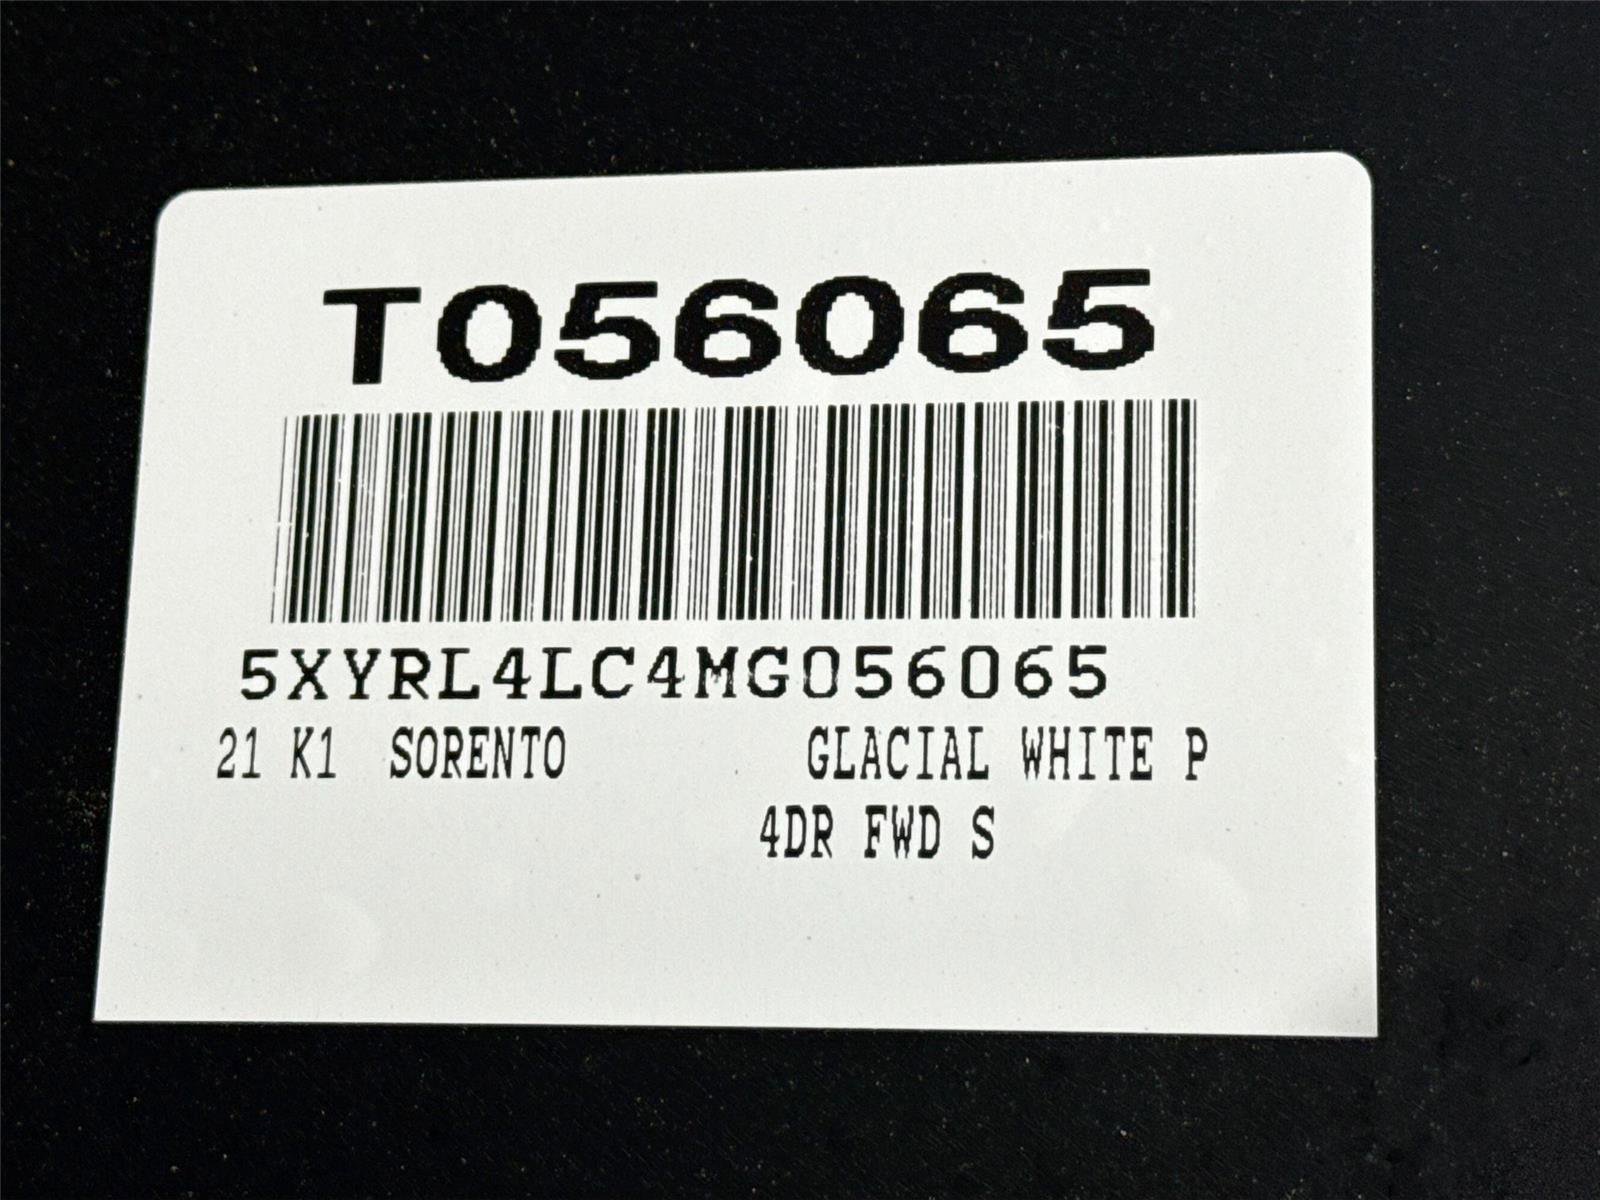 T056065
5XYRL4LC4MG056065
21 K1 SORENTO GLACIAL WHITE P
4DR FWD S